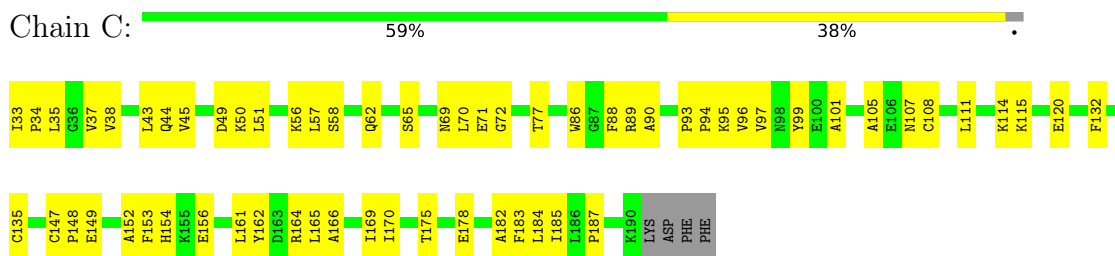 Chain C:
59% 38% •
I33 P34 L35 G36 V37 V38 L43 Q44 V45 D49 K50 L51 K56 L57 S58 Q62 S65 N69 L70 E71 G72 T77 W86 G87 F88 R89 A90 P93 P94 K95 V96 V97 N98 Y99 E100 A101 A105 E106 N107 C108 L111 K114 K115 E120 F132
C135 C147 P148 E149 A152 F153 H154 K155 E156 L161 Y162 D163 R164 L165 A166 I169 I170 T175 E178 A182 F183 L184 I185 L186 P187 K190 LYS ASP PHE PHE